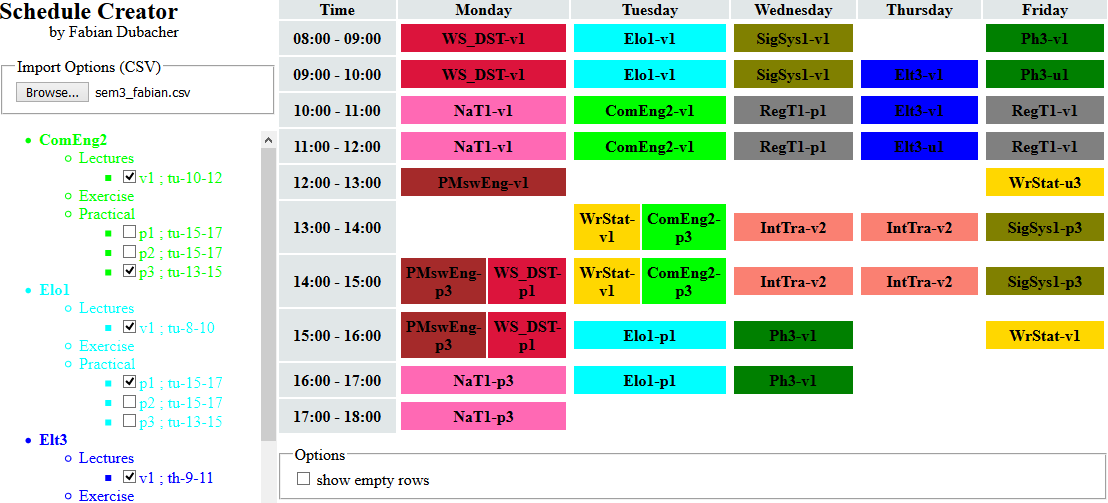 Schedule Creator
by Fabian Dubacher
Import Options (CSV)
Browse... sem3_fabian.csv
ComEng2
Lectures
v1 ; tu-10-12
Exercise
Practical
p1 ; tu-15-17
p2 ; tu-15-17
p3 ; tu-13-15
Elo1
Lectures
v1 ; tu-8-10
Exercise
Practical
p1 ; tu-15-17
p2 ; tu-15-17
p3 ; tu-13-15
Elt3
Lectures
v1 ; th-9-11
Exercise
Time Monday Tuesday Wednesday Thursday Friday
08:00 - 09:00 WS_DST-v1 Elo1-v1 SigSys1-v1 Ph3-v1
09:00 - 10:00 WS_DST-v1 Elo1-v1 SigSys1-v1 Elt3-v1 Ph3-u1
10:00 - 11:00 NaT1-v1 ComEng2-v1 RegT1-p1 Elt3-v1 RegT1-v1
11:00 - 12:00 NaT1-v1 ComEng2-v1 RegT1-p1 Elt3-u1 RegT1-v1
12:00 - 13:00 PMswEng-v1 WrStat-u3
13:00 - 14:00 WrStat-v1 ComEng2-p3 IntTra-v2 IntTra-v2 SigSys1-p3
14:00 - 15:00 PMswEng-p3 WS_DST-p1 WrStat-v1 ComEng2-p3 IntTra-v2 IntTra-v2 SigSys1-p3
15:00 - 16:00 PMswEng-p3 WS_DST-p1 Elo1-p1 Ph3-v1 WrStat-v1
16:00 - 17:00 NaT1-p3 Elo1-p1 Ph3-v1
17:00 - 18:00 NaT1-p3
Options
show empty rows